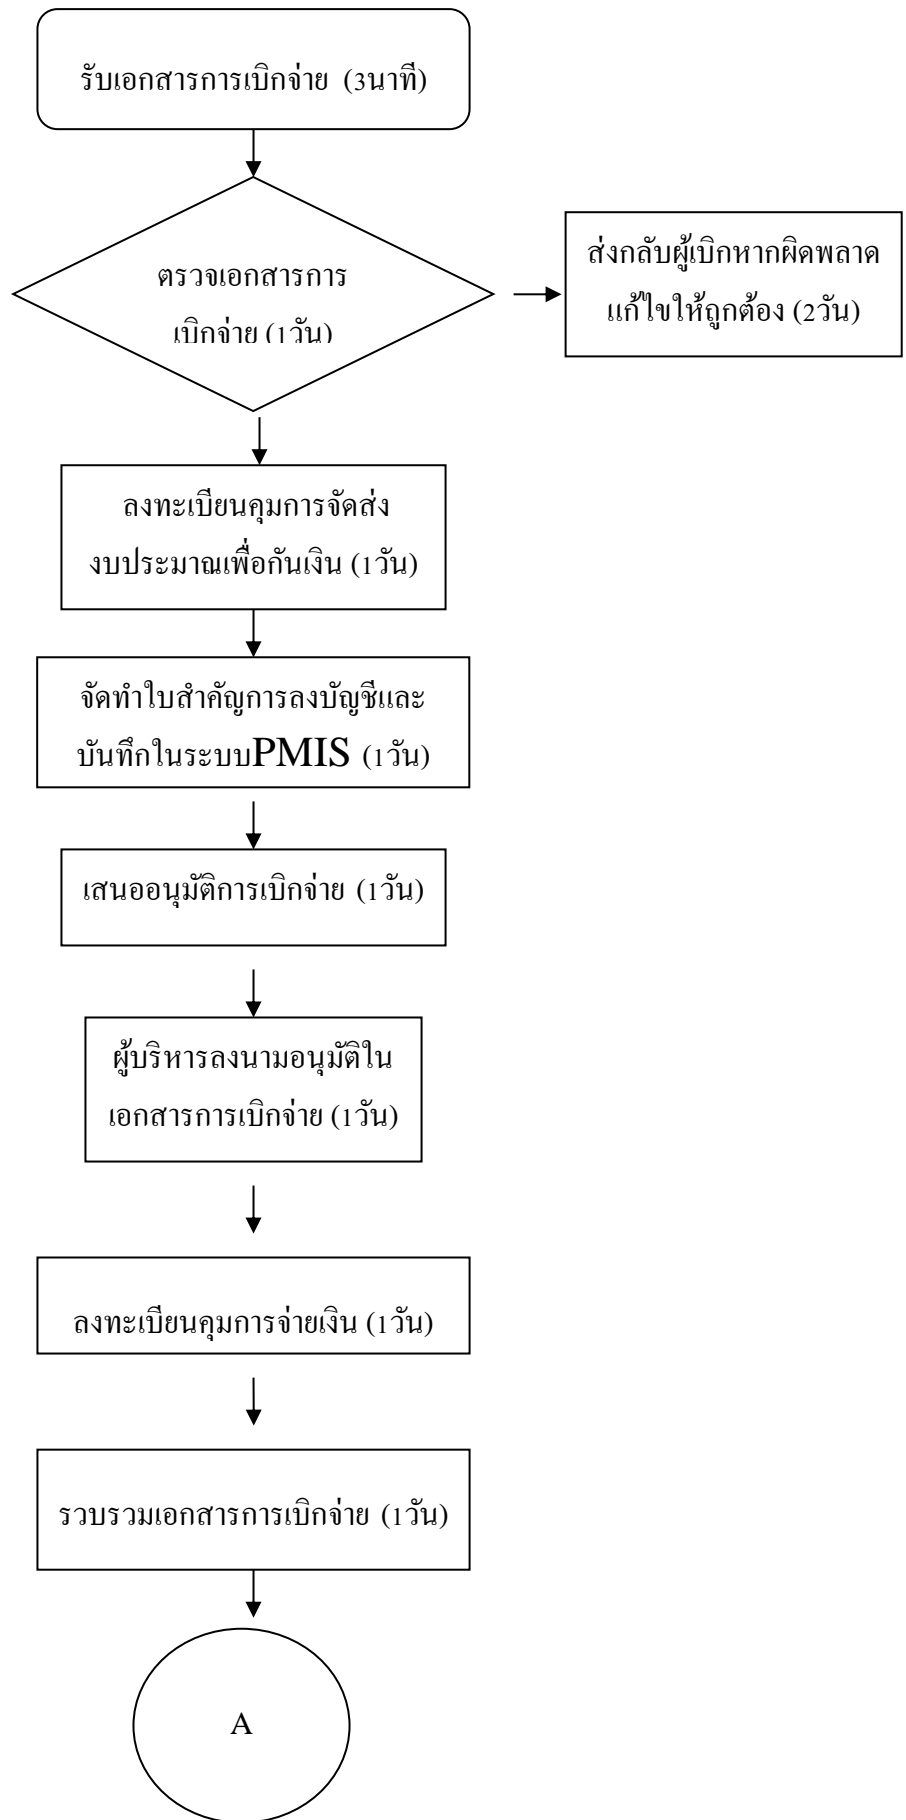 รับเอกสารการเบิกจ่าย (3นาที)
ตรวจเอกสารการ
เบิกจ่าย (1วัน)
ส่งกลับผู้เบิกหากผิดพลาด
แก้ไขให้ถูกต้อง (2วัน)
ลงทะเบียนคุมการจัดส่ง
งบประมาณเพื่อกันเงิน (1วัน)
จัดทำใบสำคัญการลงบัญชีและ
บันทึกในระบบPMIS (1วัน)
เสนออนุมัติการเบิกจ่าย (1วัน)
ผู้บริหารลงนามอนุมัติใน
เอกสารการเบิกจ่าย (1วัน)
ลงทะเบียนคุมการจ่ายเงิน (1วัน)
รวบรวมเอกสารการเบิกจ่าย (1วัน)
A